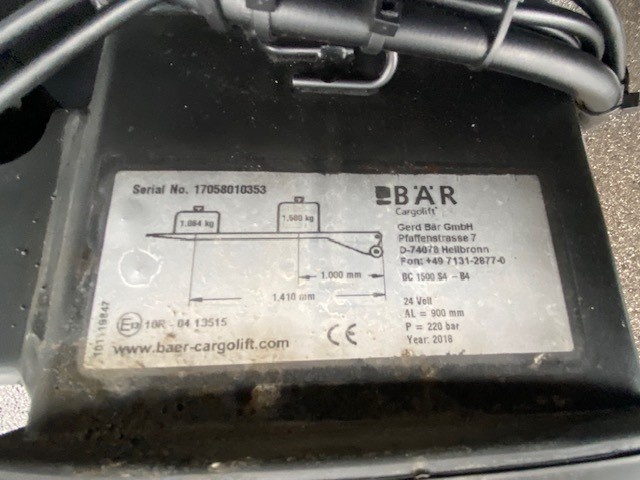 Serial No. 17058010353
BÄR
Cargolift
Gerd Bär GmbH
Pfaffenstrasse 7
D-74078 Heilbronn
Fon: +49 7131-2877-0
BC 1500 S4 - B4
1.064 kg
1.500 kg
1.000 mm
1.410 mm
24 Volt
AL = 900 mm
P = 220 bar
Year: 2018
10R - 04 13515
CE
www.baer-cargolift.com